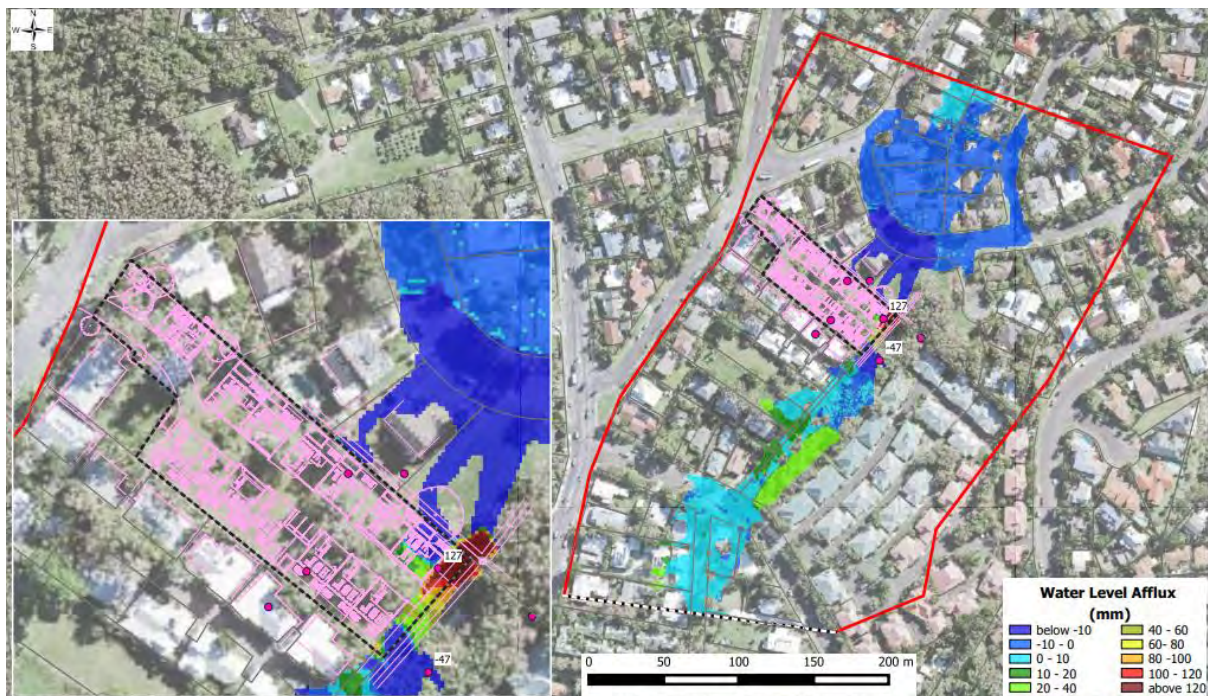 N
W E
S
127
-47
127
-47
0 50 100 150 200 m
Water Level Afflux
(mm)
below -10 40 - 60
-10 - 0 60- 80
0 - 10 80 -100
10 - 20 100 - 120
20 - 40 above 120